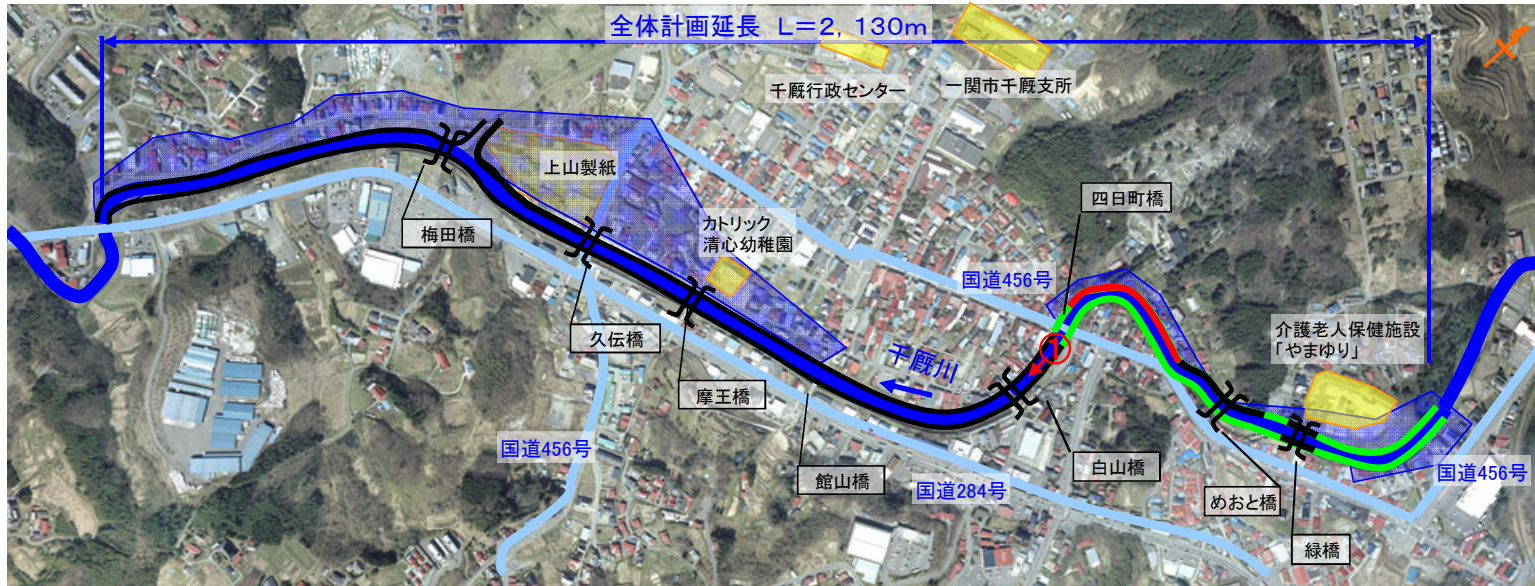 全体計画延長 L=2,130m
千厩行政センター
一関市千厩支所
上山製紙
四日町橋
梅田橋
カトリック
清心幼稚園
国道456号
介護老人保健施設
「やまゆり」
久伝橋
1
千厩川
摩王橋
国道456号
館山橋
国道284号
白山橋
国道456号
めおと橋
緑橋